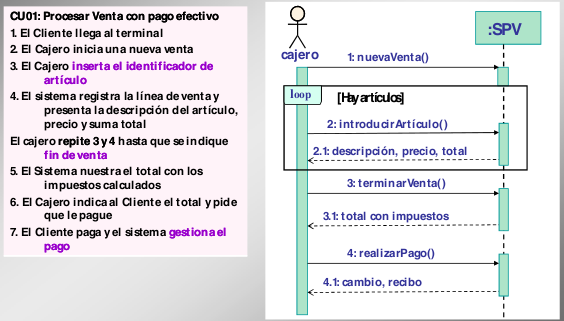 CU01: Procesar Venta con pago efectivo
1. El Cliente llega al terminal
2. El Cajero inicia una nueva venta
3. El Cajero inserta el identificador de
artículo
4. El sistema registra la línea de venta y
presenta la descripción del artículo,
precio y suma total
El cajero repite 3 y 4 hasta que se indique
fin de venta
5. El Sistema nuestra el total con los
impuestos calculados
6. El Cajero indica al Cliente el total y pide
que le pague
7. El Cliente paga y el sistema gestiona el
pago
:SPV
cajero
1: nuevaVenta()
loop
[Hay artículos]
2: introducirArtículo()
2.1: descripción, precio, total
3: terminarVenta()
3.1: total con impuestos
4: realizarPago()
4.1: cambio, recibo